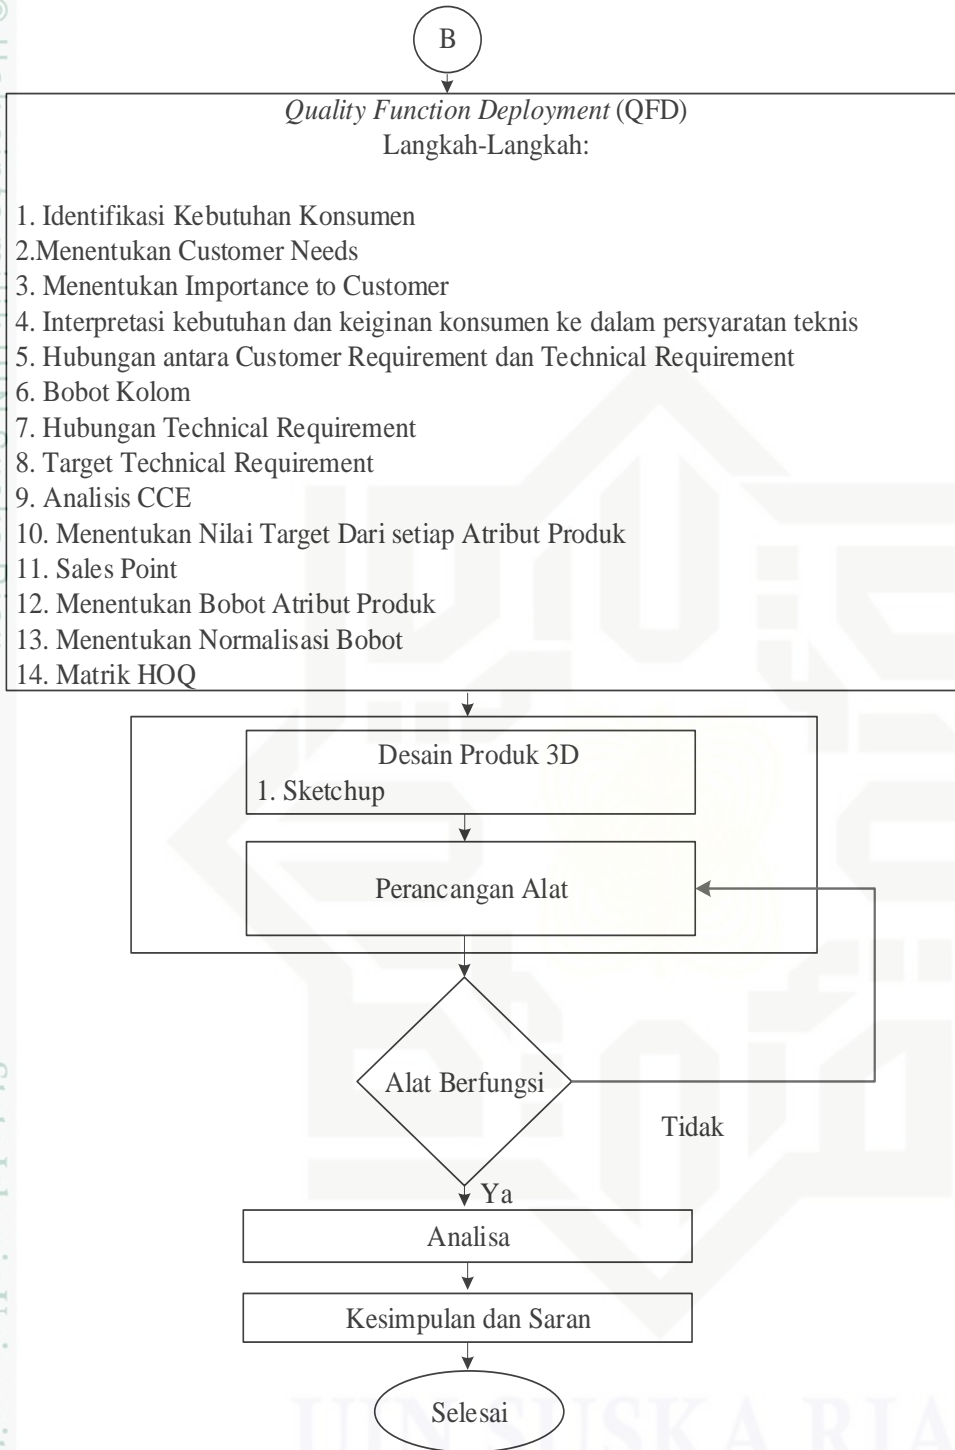 B
Quality Function Deployment (QFD)
Langkah-Langkah:
1. Identifikasi Kebutuhan Konsumen
2.Menentukan Customer Needs
3. Menentukan Importance to Customer
4. Interpretasi kebutuhan dan keiginan konsumen ke dalam persyaratan teknis
5. Hubungan antara Customer Requirement dan Technical Requirement
6. Bobot Kolom
7. Hubungan Technical Requirement
8. Target Technical Requirement
9. Analisis CCE
10. Menentukan Nilai Target Dari setiap Atribut Produk
11. Sales Point
12. Menentukan Bobot Atribut Produk
13. Menentukan Normalisasi Bobot
14. Matrik HOQ
Desain Produk 3D
1. Sketchup
Perancangan Alat
Alat Berfungsi
Tidak
Ya
Analisa
Kesimpulan dan Saran
Selesai
UIN SUSKA RIA